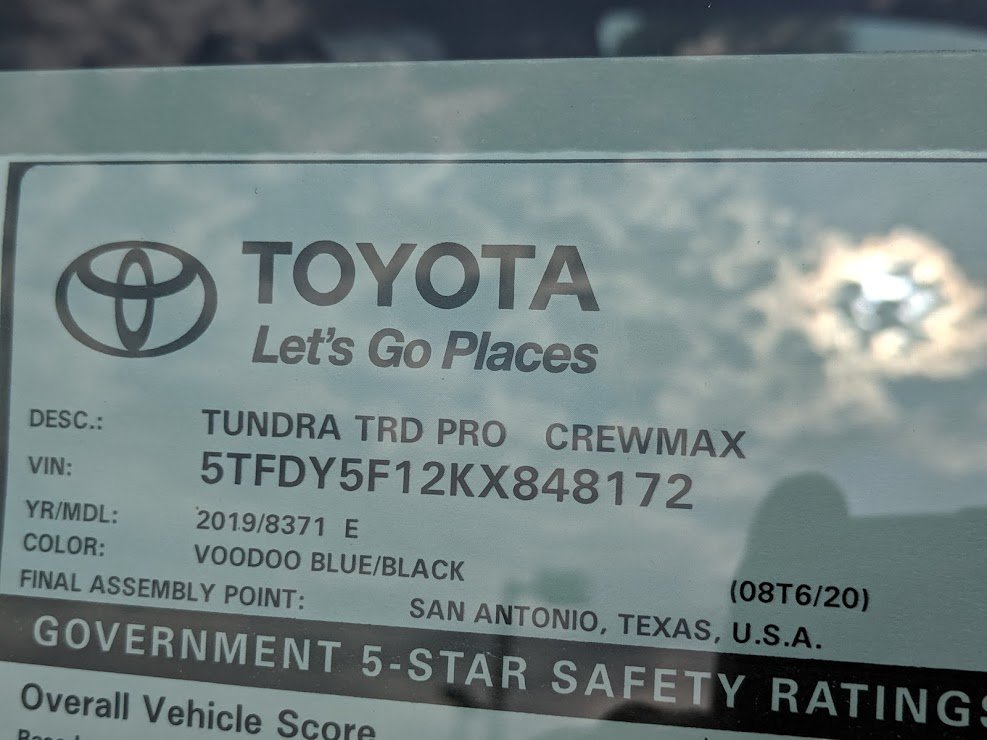 TOYOTA
Let's Go Places
DESC.: TUNDRA TRD PRO CREWMAX
VIN: 5TFDY5F12KX848172
YR/MDL: 2019/8371 E
COLOR: VOODOO BLUE/BLACK
(08T6/20)
FINAL ASSEMBLY POINT: SAN ANTONIO, TEXAS, U.S.A.
GOVERNMENT 5-STAR SAFETY RATINGS
Overall Vehicle Score